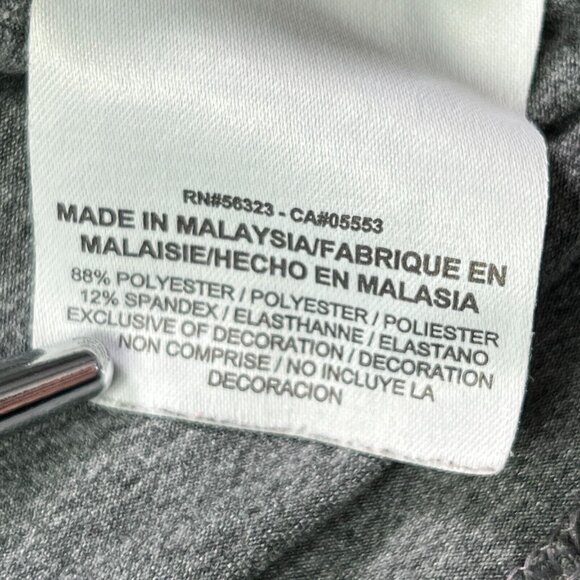 RN#56323 - CA#05553
MADE IN MALAYSIA/FABRIQUE EN
MALAISIE/HECHO EN MALASIA
88% POLYESTER / POLYESTER / POLIESTER
12% SPANDEX / ELASTHANNE / ELASTANO
EXCLUSIVE OF DECORATION / DECORATION
NON COMPRISE / NO INCLUYE LA
DECORACION